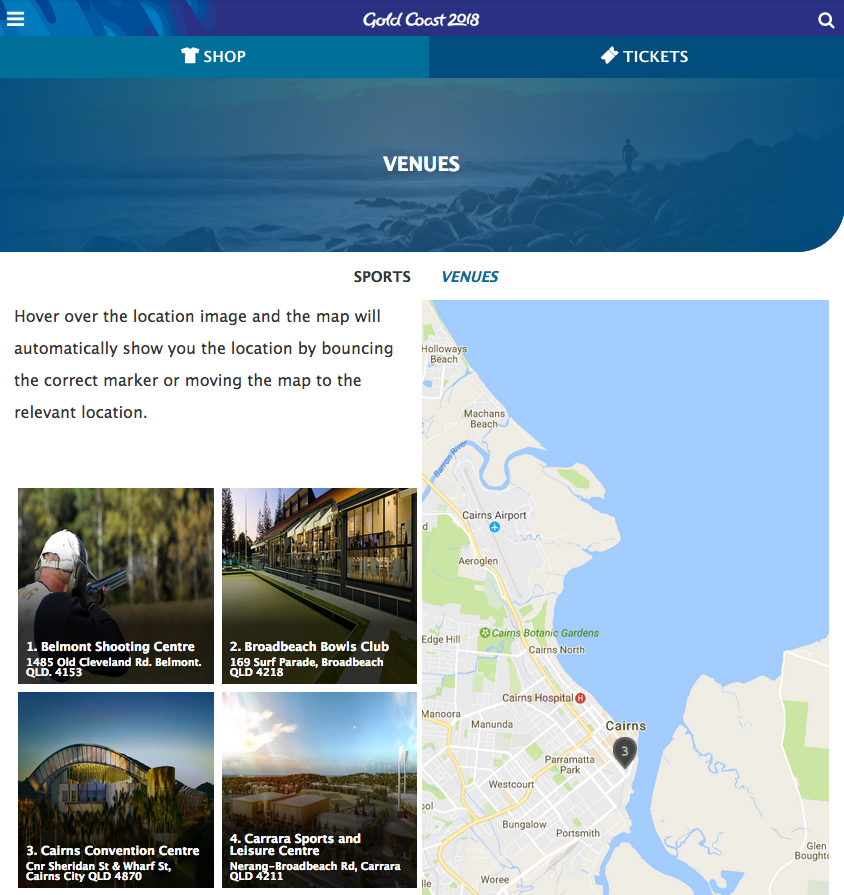 Gold Coast 2018
SHOP
TICKETS
VENUES
SPORTS
VENUES
Hover over the location image and the map will
automatically show you the location by bouncing
the correct marker or moving the map to the
relevant location.
1. Belmont Shooting Centre
1485 Old Cleveland Rd. Belmont.
QLD. 4153
2. Broadbeach Bowls Club
169 Surf Parade, Broadbeach
QLD 4218
3. Cairns Convention Centre
Cnr Sheridan St & Wharf St,
Cairns City QLD 4870
4. Carrara Sports and
Leisure Centre
Nerang-Broadbeach Rd, Carrara
QLD 4211
Holloways
Beach
Machans
Beach
Barron River
Cairns Airport
d
Aeroglen
Edge Hill
Cairns Botanic Gardens
Cairns North
Cairns Hospital
H
Manoora
Manunda
Cairns
3
Parramatta
Park
Westcourt
ool
Bungalow
Portsmith
Glen
Boughto
lle
Woree